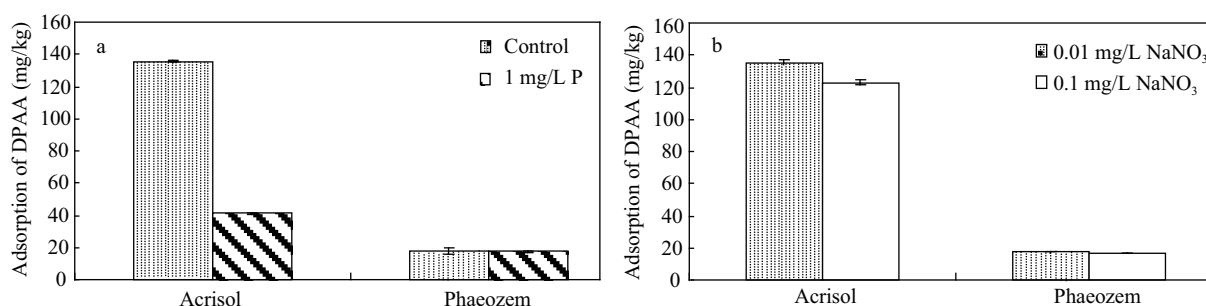 Adsorption of DPAA (mg/kg)
160
140
120
100
80
60
40
20
0
a
Control
1 mg/L P
Acrisol
Phaeozem
Adsorption of DPAA (mg/kg)
160
140
120
100
80
60
40
20
0
b
0.01 mg/L NaNO₃
0.1 mg/L NaNO₃
Acrisol
Phaeozem